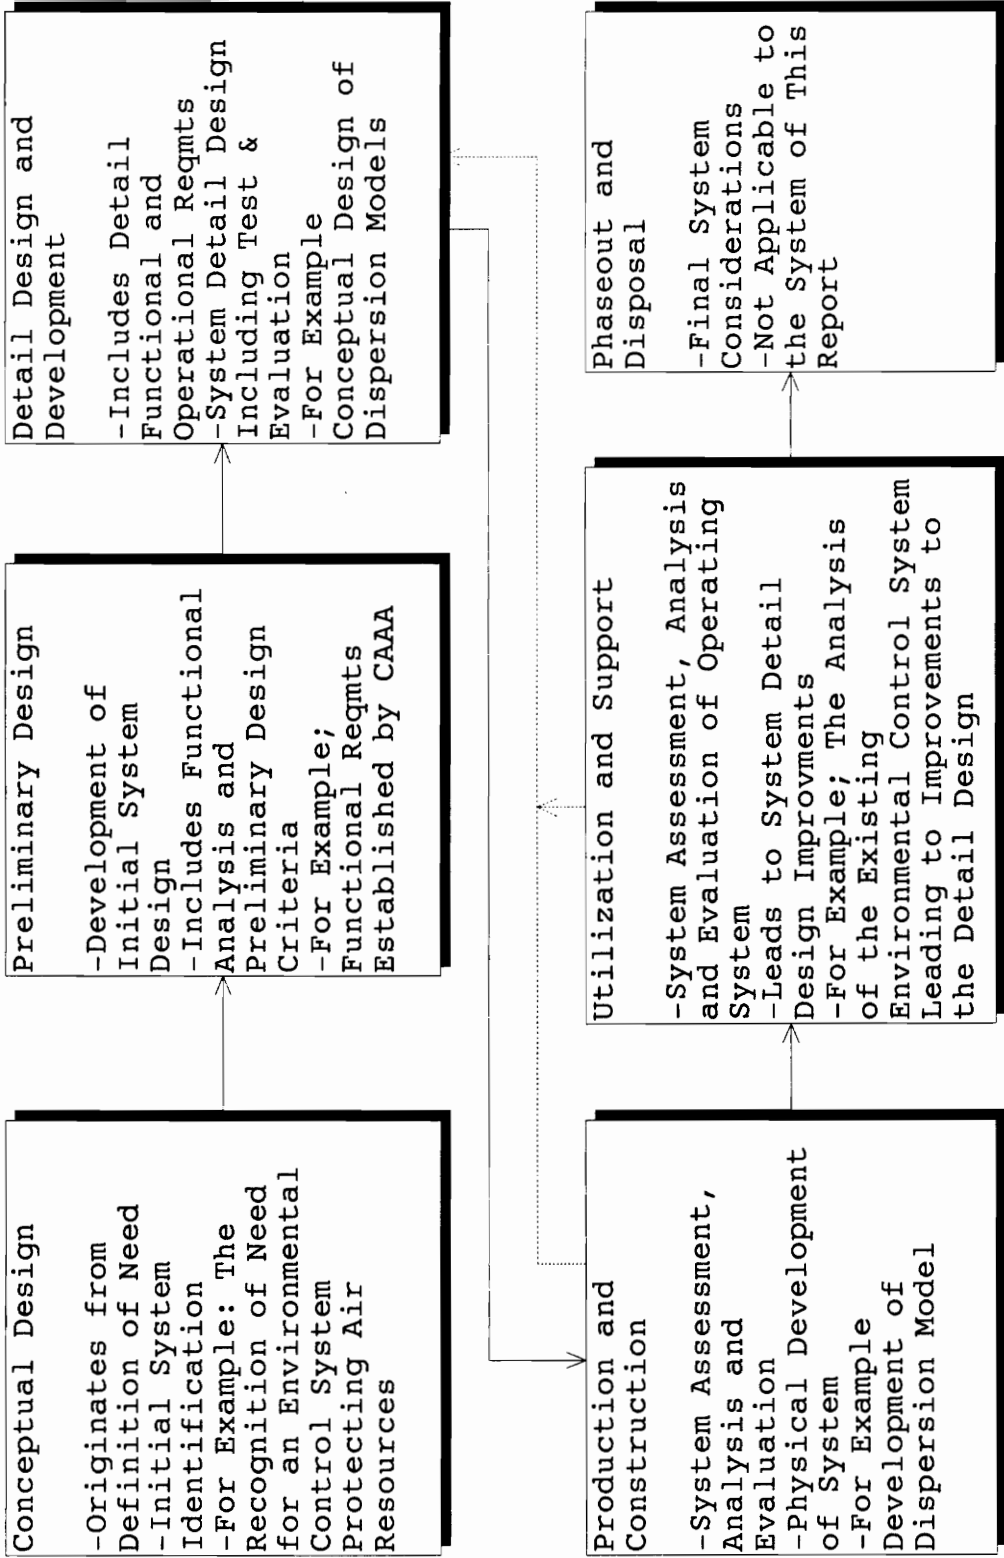 Conceptual Design
-Originates from
Definition of Need
-Initial System
Identification
-For Example: The
Recognition of Need
for an Environmental
Control System
Protecting Air
Resources
Preliminary Design
-Development of
Initial System
Design
-Includes Functional
Analysis and
Preliminary Design
Criteria
-For Example;
Functional Reqmts
Established by CAAA
Detail Design and
Development
-Includes Detail
Functional and
Operational Reqmts
-System Detail Design
Including Test &
Evaluation
-For Example
Conceptual Design of
Dispersion Models
Production and
Construction
-System Assessment,
Analysis and
Evaluation
-Physical Development
of System
-For Example
Development of
Dispersion Model
Utilization and Support
-System Assessment, Analysis
and Evaluation of Operating
System
-Leads to System Detail
Design Improvments
-For Example; The Analysis
of the Existing
Environmental Control System
Leading to Improvements to
the Detail Design
Phaseout and
Disposal
-Final System
Considerations
-Not Applicable to
the System of This
Report